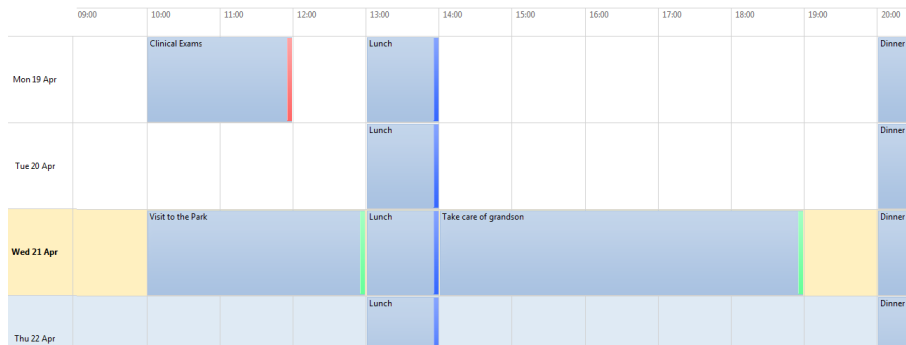 09:00 10:00 11:00 12:00 13:00 14:00 15:00 16:00 17:00 18:00 19:00 20:00
Clinical Exams Lunch Dinner
Mon 19 Apr
Lunch Dinner
Tue 20 Apr
Visit to the Park Lunch Take care of grandson Dinner
Wed 21 Apr
Lunch Dinner
Thu 22 Apr